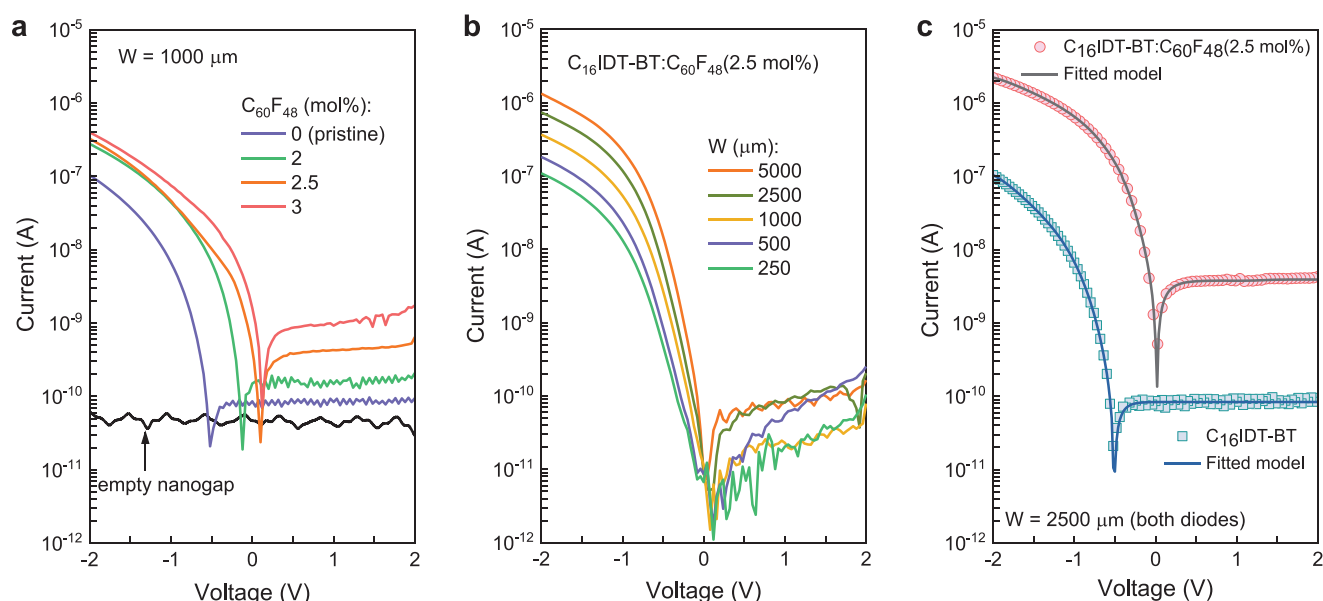 a
W = 1000 μm
C₆₀F₄₈ (mol%):
0 (pristine)
2
2.5
3
empty nanogap
Current (A)
10⁻⁵
10⁻⁶
10⁻⁷
10⁻⁸
10⁻⁹
10⁻¹⁰
10⁻¹¹
10⁻¹²
-2
-1
0
1
2
Voltage (V)
b
C₁₆IDT-BT:C₆₀F₄₈(2.5 mol%)
W (μm):
5000
2500
1000
500
250
Current (A)
10⁻⁵
10⁻⁶
10⁻⁷
10⁻⁸
10⁻⁹
10⁻¹⁰
10⁻¹¹
10⁻¹²
-2
-1
0
1
2
Voltage (V)
c
C₁₆IDT-BT:C₆₀F₄₈(2.5 mol%)
Fitted model
C₁₆IDT-BT
Fitted model
W = 2500 μm (both diodes)
Current (A)
10⁻⁵
10⁻⁶
10⁻⁷
10⁻⁸
10⁻⁹
10⁻¹⁰
10⁻¹¹
10⁻¹²
-2
-1
0
1
2
Voltage (V)